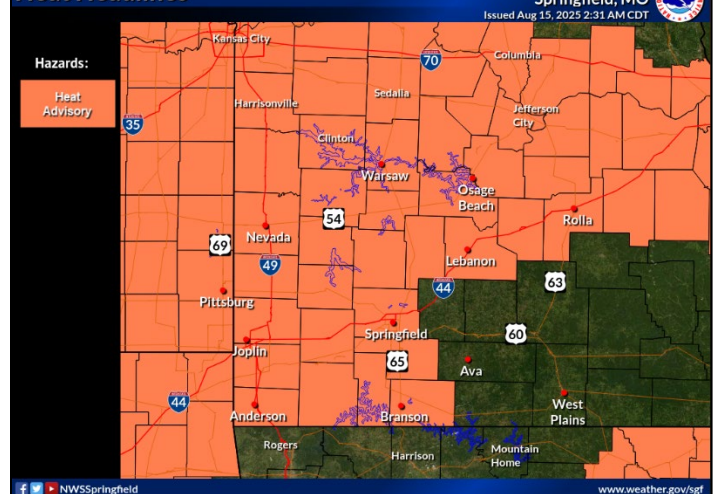 Springfield, MO
Issued Aug 15, 2025 2:31 AM CDT
Hazards:
Heat
Advisory
Kansas City
70
Columbia
Sedalia
Harrisonville
Jefferson
City
35
Clinton
Warsaw
Osage
Beach
Rolla
54
Nevada
69
Lebanon
49
63
44
Pittsburg
Springfield
60
Joplin
65
Ava
44
Anderson
Branson
West
Plains
Rogers
Harrison
Mountain
Home
NWSSpringfield
www.weather.gov/sgf